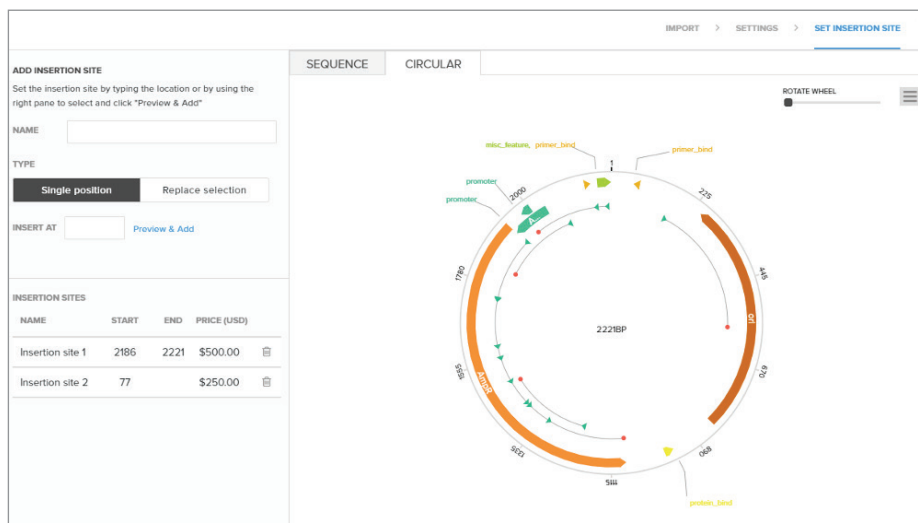 IMPORT > SETTINGS > SET INSERTION SITE
SEQUENCE CIRCULAR
ADD INSERTION SITE
Set the insertion site by typing the location or by using the
right pane to select and click "Preview & Add"
NAME
TYPE
Single position Replace selection
INSERT AT Preview & Add
INSERTION SITES
NAME START END PRICE (USD)
Insertion site 1 2186 2221 $500.00
Insertion site 2 77 $250.00
ROTATE WHEEL
misc_feature, primer_bind
1
primer_bind
promoter
promoter
2000
225
1780
445
2221BP
ori
1555
670
AmpR
1335
890
protein_bind